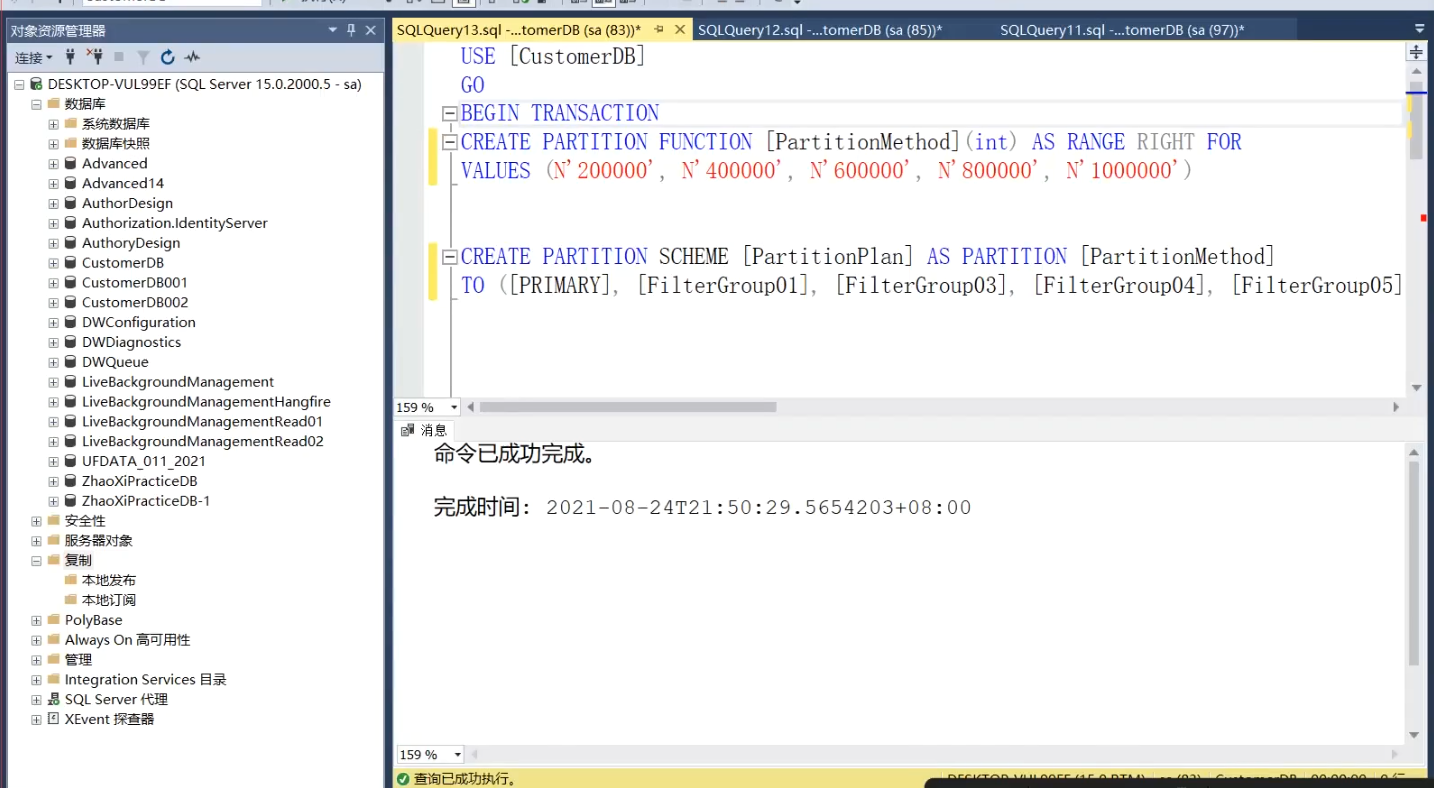 对象资源管理器
连接
DESKTOP-VUL99EF (SQL Server 15.0.2000.5 - sa)
数据库
系统数据库
数据库快照
Advanced
Advanced14
AuthorDesign
Authorization.IdentityServer
AuthoryDesign
CustomerDB
CustomerDB001
CustomerDB002
DWConfiguration
DWDiagnostics
DWQueue
LiveBackgroundManagement
LiveBackgroundManagementHangfire
LiveBackgroundManagementRead01
LiveBackgroundManagementRead02
UFDATA_011_2021
ZhaoXiPracticeDB
ZhaoXiPracticeDB-1
安全性
服务器对象
复制
本地发布
本地订阅
PolyBase
Always On 高可用性
管理
Integration Services 目录
SQL Server 代理
XEvent 探查器
SQLQuery13.sql -...tomerDB (sa (83))*
SQLQuery12.sql -...tomerDB (sa (85))*
SQLQuery11.sql -...tomerDB (sa (97))*
USE [CustomerDB]
GO
BEGIN TRANSACTION
CREATE PARTITION FUNCTION [PartitionMethod](int) AS RANGE RIGHT FOR
VALUES (N'200000', N'400000', N'600000', N'800000', N'1000000')
CREATE PARTITION SCHEME [PartitionPlan] AS PARTITION [PartitionMethod]
TO ([PRIMARY], [FilterGroup01], [FilterGroup03], [FilterGroup04], [FilterGroup05]
159 %
消息
命令已成功完成。
完成时间: 2021-08-24T21:50:29.5654203+08:00
159 %
查询已成功执行。